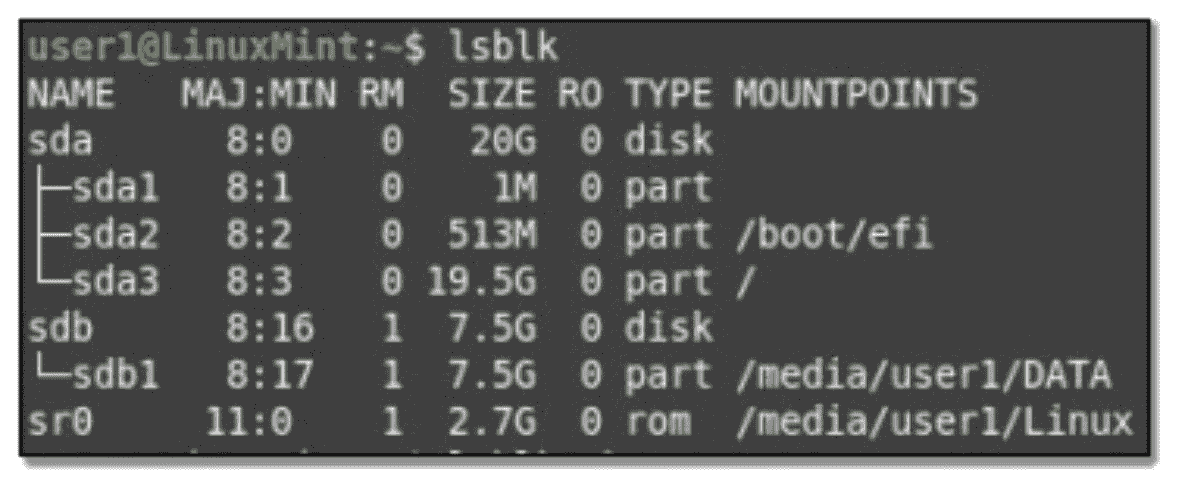 user1@LinuxMint:~$ lsblk
NAME   MAJ:MIN RM  SIZE RO TYPE MOUNTPOINTS
sda      8:0    0   20G  0 disk
├─sda1   8:1    0    1M  0 part
├─sda2   8:2    0  513M  0 part /boot/efi
└─sda3   8:3    0 19.5G  0 part /
sdb      8:16   1  7.5G  0 disk
└─sdb1   8:17   1  7.5G  0 part /media/user1/DATA
sr0     11:0    1  2.7G  0 rom  /media/user1/Linux